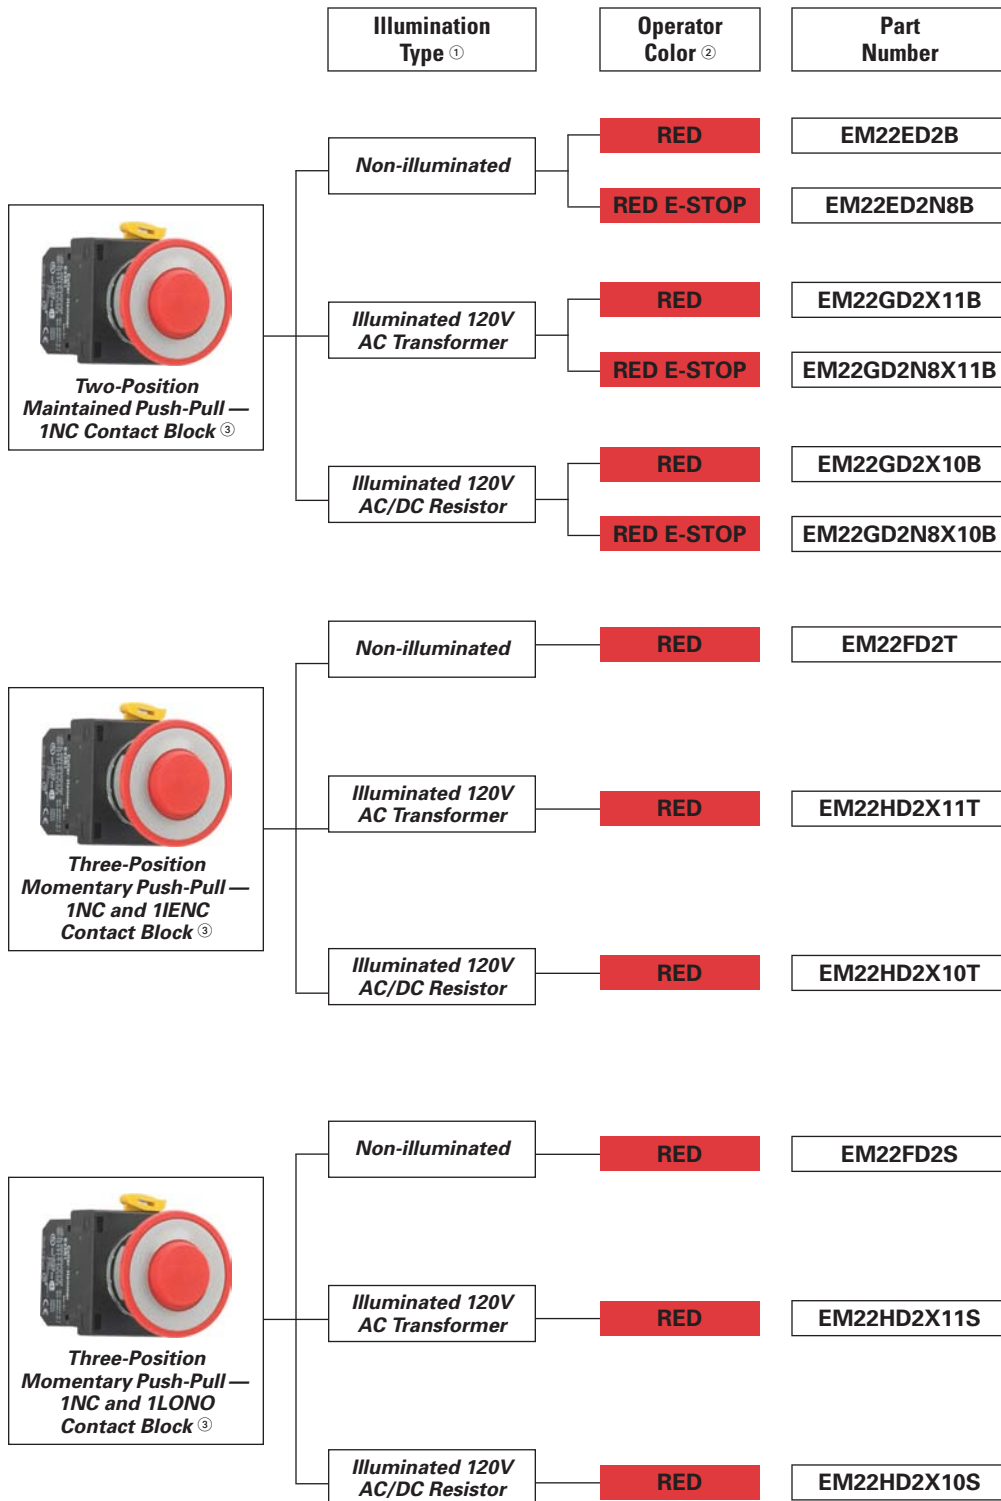 Illumination
Type ①
Operator
Color ②
Part
Number
Non-illuminated
RED
EM22ED2B
RED E-STOP
EM22ED2N8B
Two-Position
Maintained Push-Pull —
1NC Contact Block ③
Illuminated 120V
AC Transformer
RED
EM22GD2X11B
RED E-STOP
EM22GD2N8X11B
Illuminated 120V
AC/DC Resistor
RED
EM22GD2X10B
RED E-STOP
EM22GD2N8X10B
Non-illuminated
RED
EM22FD2T
Three-Position
Momentary Push-Pull —
1NC and 1IENC
Contact Block ③
Illuminated 120V
AC Transformer
RED
EM22HD2X11T
Illuminated 120V
AC/DC Resistor
RED
EM22HD2X10T
Non-illuminated
RED
EM22FD2S
Three-Position
Momentary Push-Pull —
1NC and 1LONO
Contact Block ③
Illuminated 120V
AC Transformer
RED
EM22HD2X11S
Illuminated 120V
AC/DC Resistor
RED
EM22HD2X10S